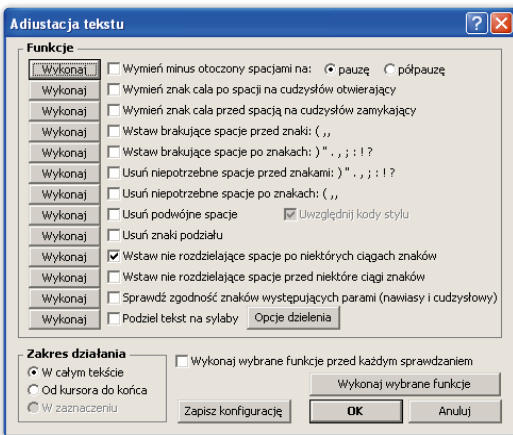 Adiustacja tekstu
Funkcje
Wykonaj Wymień minus otoczony spacjami na: pauzę półpauzę
Wykonaj Wymień znak cala po spacji na cudzysłów otwierający
Wykonaj Wymień znak cala przed spacją na cudzysłów zamykający
Wykonaj Wstaw brakujące spacje przed znaki: ( ,,
Wykonaj Wstaw brakujące spacje po znakach: ) " . , ; : ! ?
Wykonaj Usuń niepotrzebne spacje przed znakami: ) " . , ; : ! ?
Wykonaj Usuń niepotrzebne spacje po znakach: ( ,,
Wykonaj Usuń podwójne spacje Uwzględnij kody stylu
Wykonaj Usuń znaki podziału
Wykonaj Wstaw nie rozdzielające spacje po niektórych ciągach znaków
Wykonaj Wstaw nie rozdzielające spacje przed niektóre ciągi znaków
Wykonaj Sprawdź zgodność znaków występujących parami (nawiasy i cudzysłowy)
Wykonaj Podziel tekst na sylaby Opcje dzielenia
Zakres działania
W całym tekście
Od kursora do końca
W zaznaczeniu
Wykonaj wybrane funkcje przed każdym sprawdzaniem
Wykonaj wybrane funkcje
Zapisz konfigurację OK Anuluj